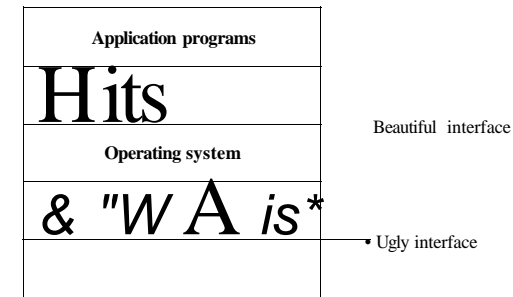 Application programs
Hits
Beautiful interface
Operating system
& "W A is*
• Ugly interface